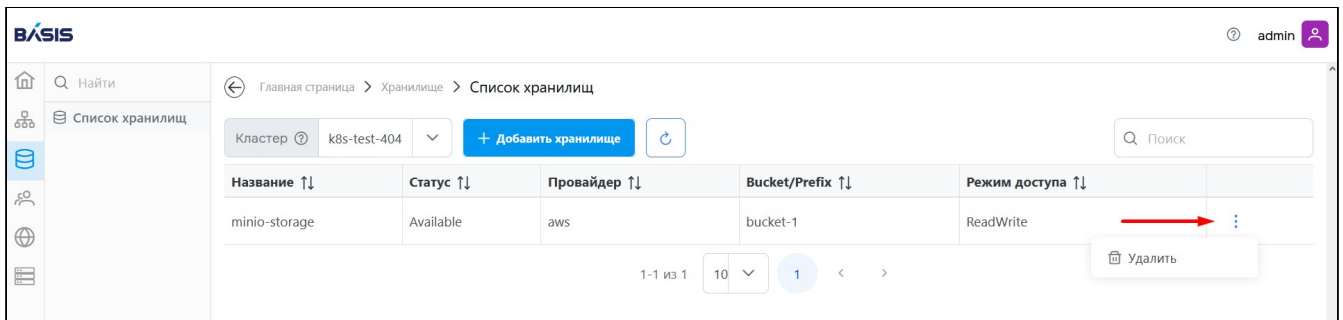 BASIS
admin
Найти
Список хранилищ
Главная страница > Хранилище > Список хранилищ
Кластер k8s-test-404 + Добавить хранилище Поиск
Название Статус Провайдер Bucket/Prefix Режим доступа
minio-storage Available aws bucket-1 ReadWrite
Удалить
1-1 из 1 10 1 < >